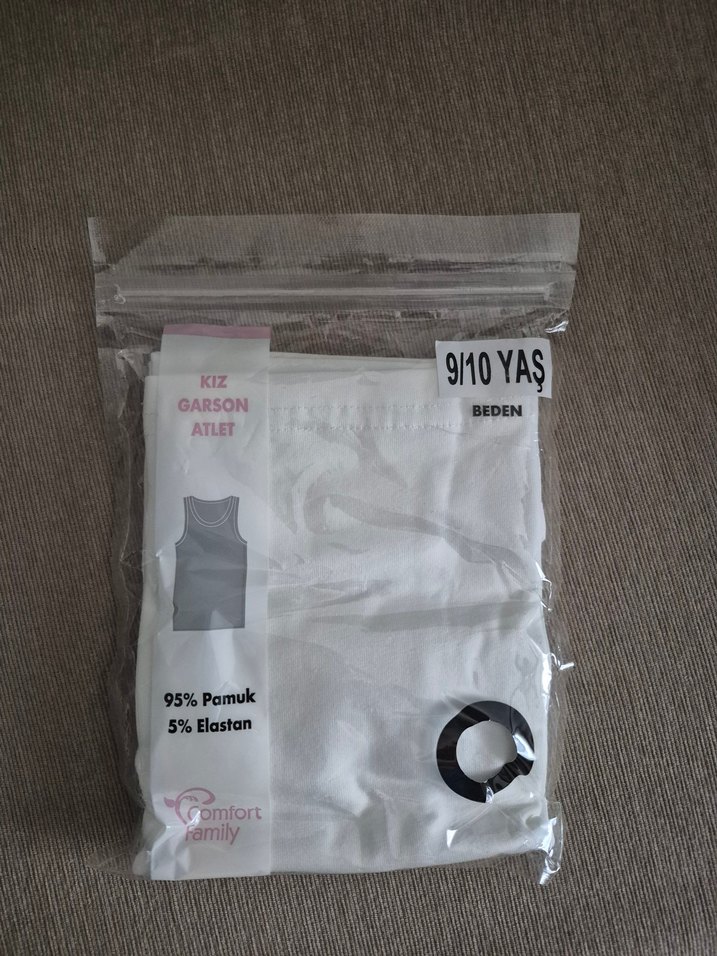 KIZ
GARSON
ATLET
9/10 YAŞ
BEDEN
95% Pamuk
5% Elastan
Comfort
Family